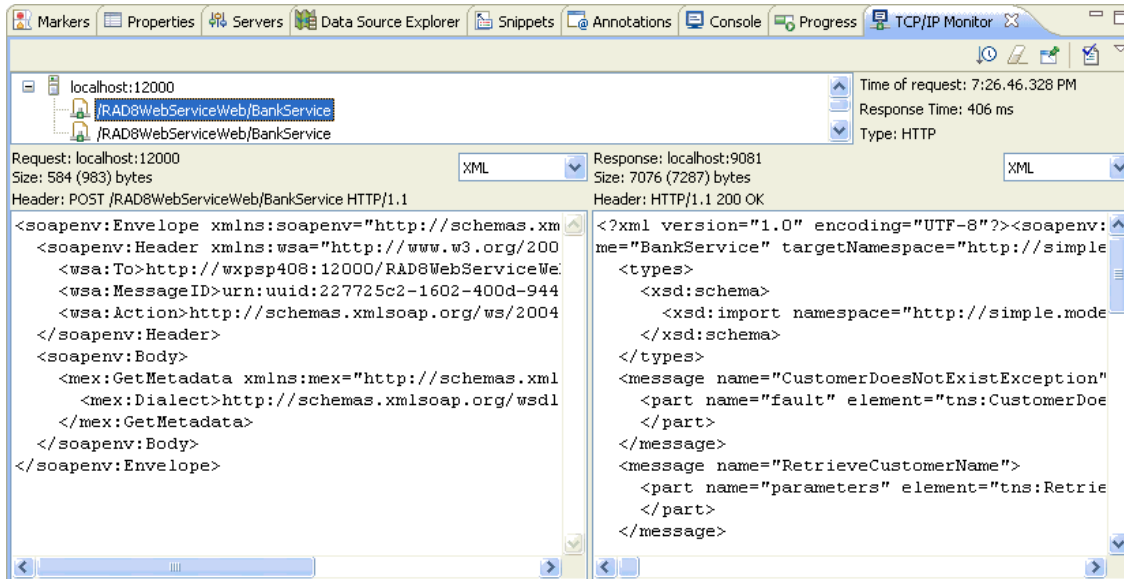 Markers Properties Servers Data Source Explorer Snippets Annotations Console Progress TCP/IP Monitor
localhost:12000
/RAD8WebServiceWeb/BankService
/RAD8WebServiceWeb/BankService
Time of request: 7:26.46.328 PM
Response Time: 406 ms
Type: HTTP
Request: localhost:12000
Size: 584 (983) bytes
Header: POST /RAD8WebServiceWeb/BankService HTTP/1.1
XML
<soapenv:Envelope xmlns:soapenv="http://schemas.xm
<soapenv:Header xmlns:wsa="http://www.w3.org/200
<wsa:To>http://wxpsp408:12000/RAD8WebServiceWe
<wsa:MessageID>urn:uuid:227725c2-1602-400d-944
<wsa:Action>http://schemas.xmlsoap.org/ws/2004
</soapenv:Header>
<soapenv:Body>
<mex:GetMetadata xmlns:mex="http://schemas.xml
<mex:Dialect>http://schemas.xmlsoap.org/wsdl
</mex:GetMetadata>
</soapenv:Body>
</soapenv:Envelope>
Response: localhost:9081
Size: 7076 (7287) bytes
Header: HTTP/1.1 200 OK
XML
<?xml version="1.0" encoding="UTF-8"?><soapenv:
me="BankService" targetNamespace="http://simple
<types>
<xsd:schema>
<xsd:import namespace="http://simple.mode
</xsd:schema>
</types>
<message name="CustomerDoesNotExistException"
<part name="fault" element="tns:CustomerDoe
</part>
</message>
<message name="RetrieveCustomerName">
<part name="parameters" element="tns:Retrie
</part>
</message>